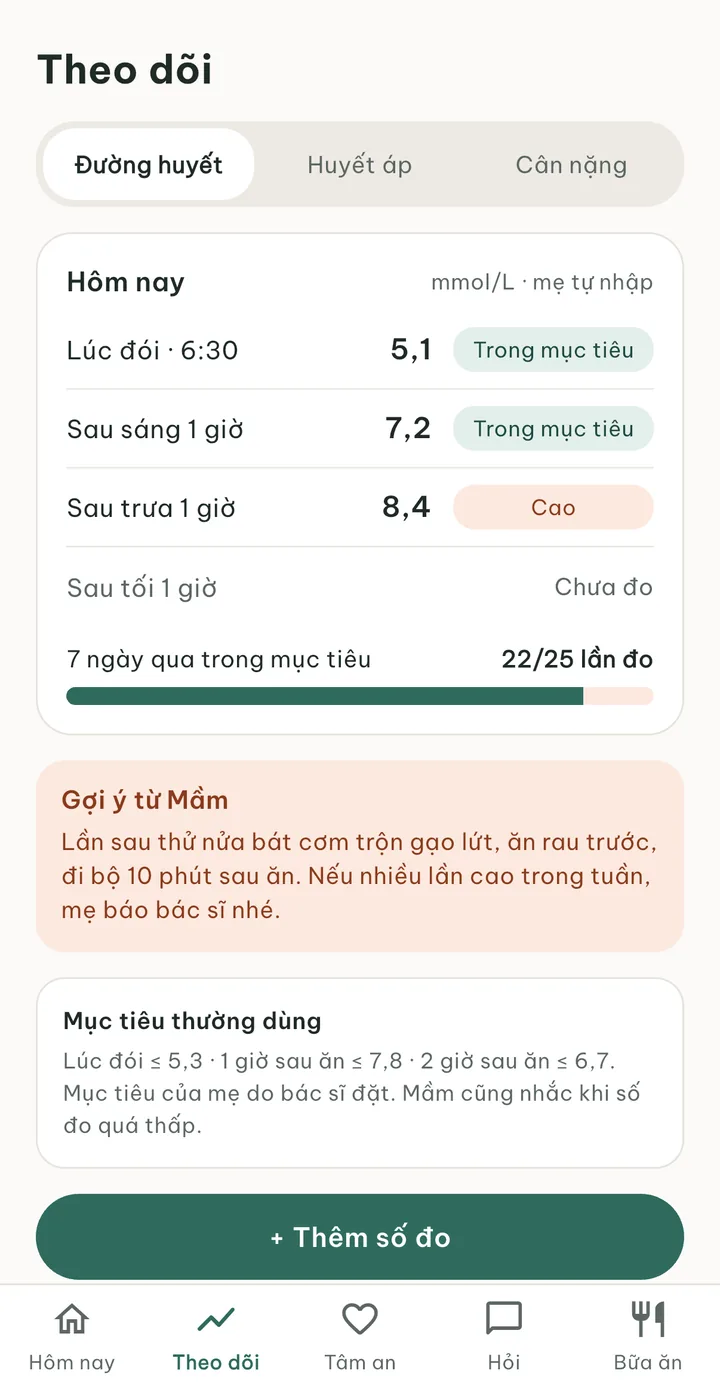 Theo dõi
Đường huyết
Huyết áp
Cân nặng
Hôm nay
mmol/L · mẹ tự nhập
Lúc đói · 6:30
5,1
Trong mục tiêu
Sau sáng 1 giờ
7,2
Trong mục tiêu
Sau trưa 1 giờ
8,4
Cao
Sau tối 1 giờ
Chưa đo
7 ngày qua trong mục tiêu
22/25 lần đo
Gợi ý từ Mầm
Lần sau thử nửa bát cơm trộn gạo lứt, ăn rau trước,
đi bộ 10 phút sau ăn. Nếu nhiều lần cao trong tuần,
mẹ báo bác sĩ nhé.
Mục tiêu thường dùng
Lúc đói ≤ 5,3 · 1 giờ sau ăn ≤ 7,8 · 2 giờ sau ăn ≤ 6,7.
Mục tiêu của mẹ do bác sĩ đặt. Mầm cũng nhắc khi số
đo quá thấp.
+ Thêm số đo
Hôm nay
Theo dõi
Tâm an
Hỏi
Bữa ăn